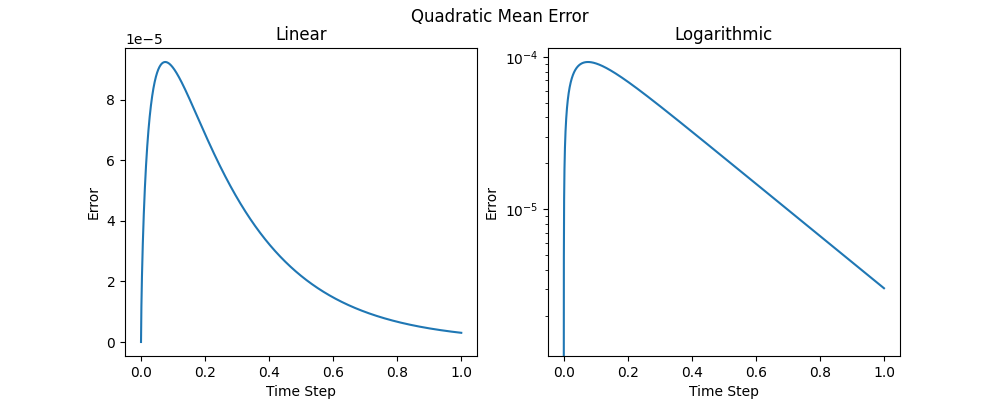 Quadratic Mean Error
Linear
1e−5
8
6
4
2
0
Error
0.0 0.2 0.4 0.6 0.8 1.0
Time Step
Logarithmic
10⁻⁴
10⁻⁵
Error
0.0 0.2 0.4 0.6 0.8 1.0
Time Step